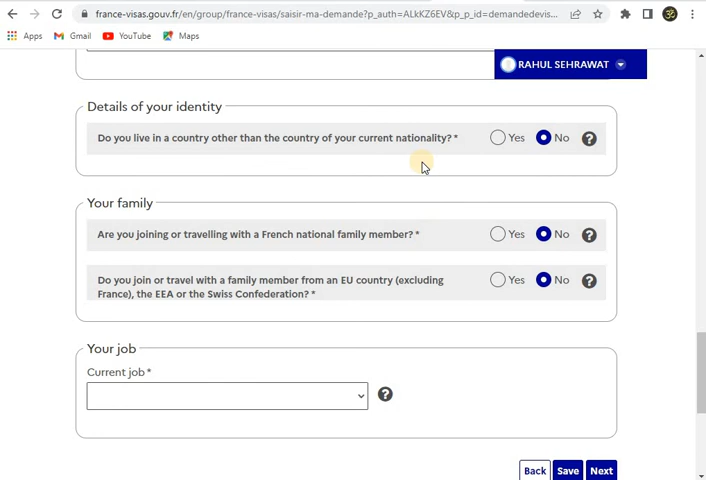 france-visas.gouv.fr/en/group/france-visas/saisir-ma-demande?p_auth=ALkKZ6EV&p_p_id=demandedevis...
Apps Gmail YouTube Maps
RAHUL SEHRAWAT
Details of your identity
Do you live in a country other than the country of your current nationality? * Yes No ?
Your family
Are you joining or travelling with a French national family member? * Yes No ?
Do you join or travel with a family member from an EU country (excluding Yes No ?
France), the EEA or the Swiss Confederation? *
Your job
Current job *
?
Back Save Next